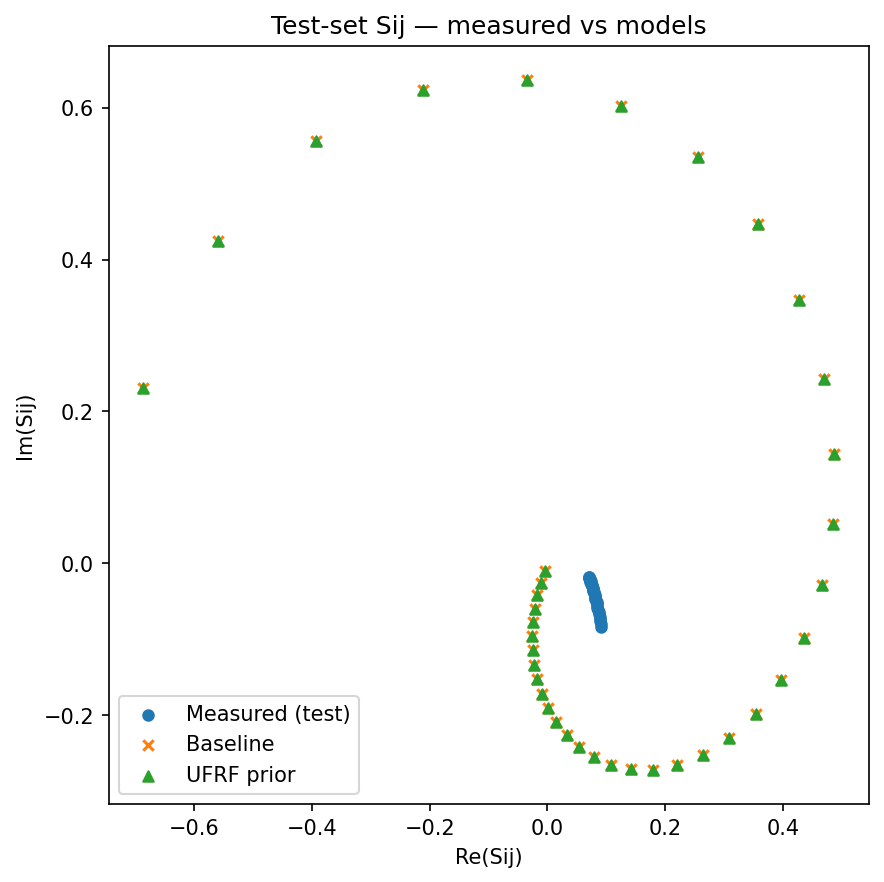 Test-set Sij — measured vs models
Im(Sij)
0.6
0.4
0.2
0.0
−0.2
Measured (test)
Baseline
UFRF prior
−0.6
−0.4
−0.2
0.0
0.2
0.4
Re(Sij)